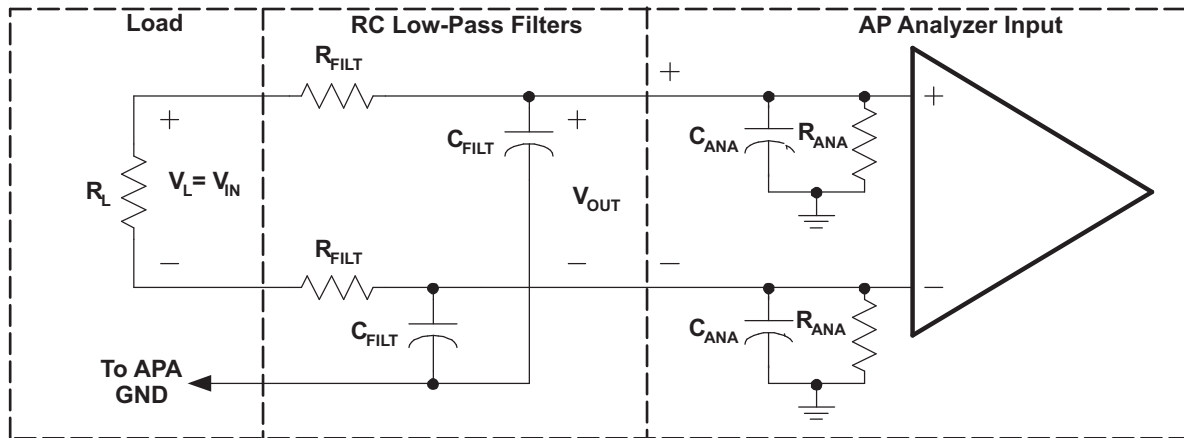 Load
RC Low-Pass Filters
AP Analyzer Input
R_FILT
+
+
+
+
C_FILT
C_ANA
R_ANA
R_L
V_L = V_IN
V_OUT
R_FILT
−
−
−
−
C_FILT
C_ANA
R_ANA
To APA
GND